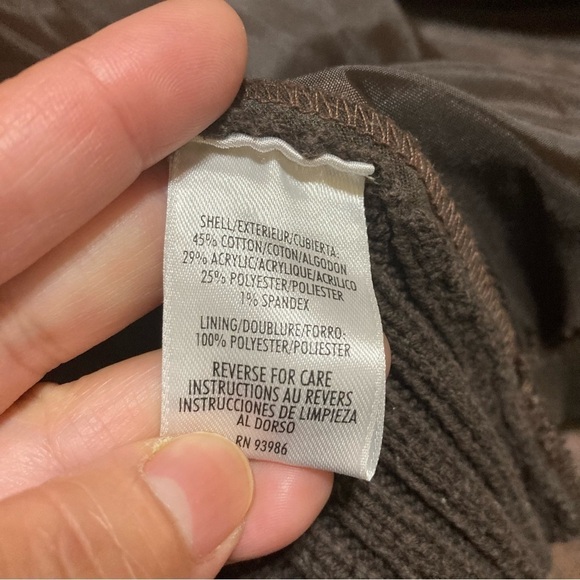 SHELL/EXTERIEUR/CUBIERTA:
45% COTTON/COTON/ALGODON
29% ACRYLIC/ACRYLIQUE/ACRILICO
25% POLYESTER/POLIESTER
1% SPANDEX
LINING/DOUBLURE/FORRO:
100% POLYESTER/POLIESTER
REVERSE FOR CARE
INSTRUCTIONS AU REVERS
INSTRUCCIONES DE LIMPIEZA
AL DORSO
RN 93986